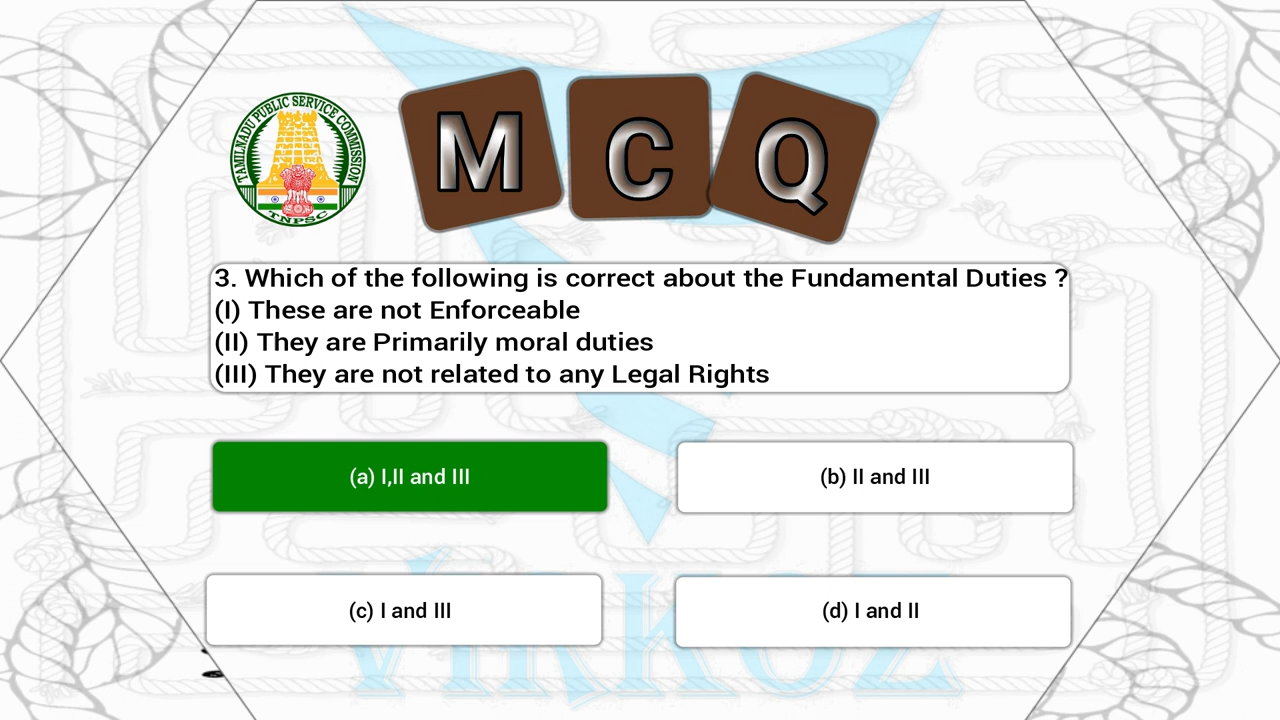 TAMILNADU PUBLIC SERVICE COMMISSION
TNPSC
MCQ
3. Which of the following is correct about the Fundamental Duties ?
(I) These are not Enforceable
(II) They are Primarily moral duties
(III) They are not related to any Legal Rights
(a) I,II and III
(b) II and III
(c) I and III
(d) I and II